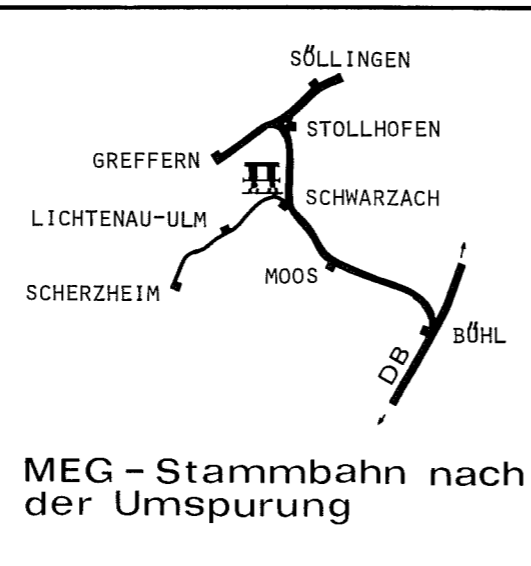 SÖLLINGEN
STOLLHOFEN
GREFFERN
SCHWARZACH
LICHTENAU-ULM
MOOS
SCHERZHEIM
BÜHL
DB
MEG-Stammbahn nach
der Umspurung